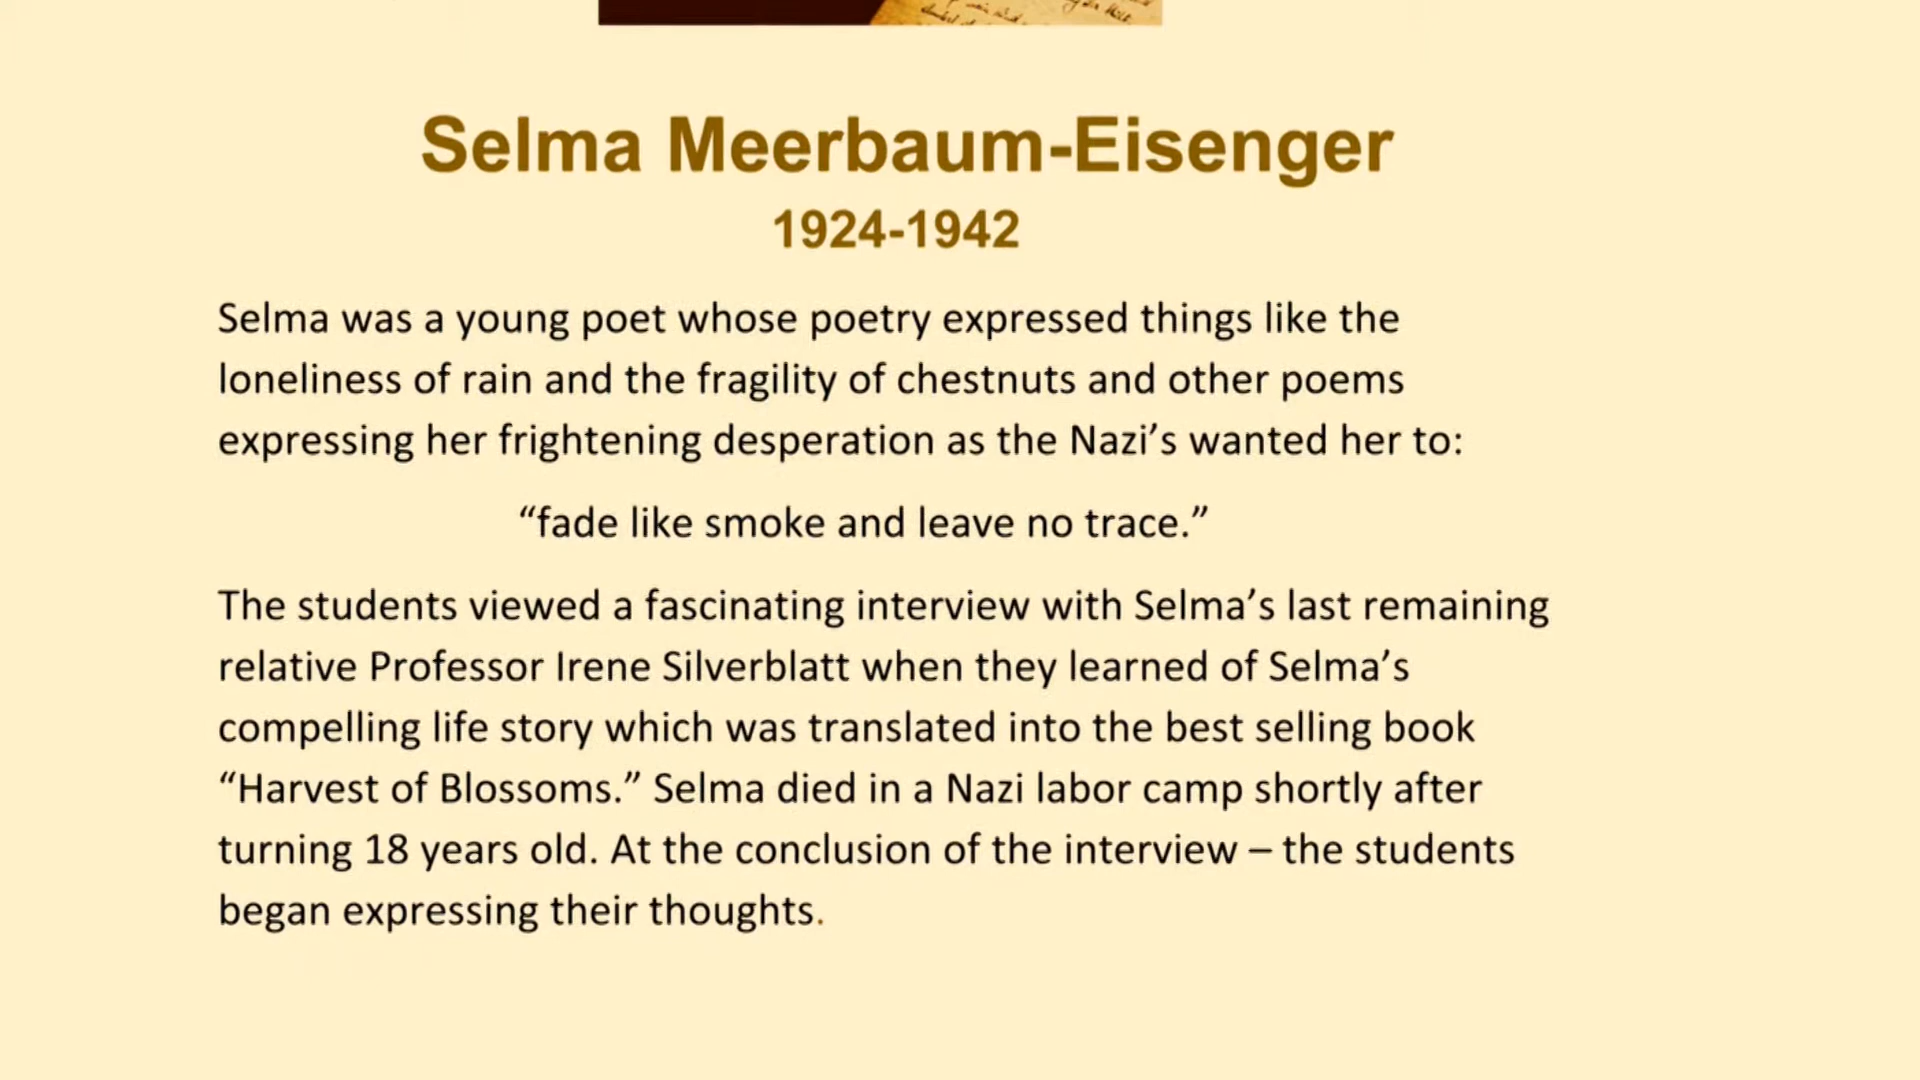 Selma Meerbaum-Eisenger
1924-1942
Selma was a young poet whose poetry expressed things like the
loneliness of rain and the fragility of chestnuts and other poems
expressing her frightening desperation as the Nazi’s wanted her to:
“fade like smoke and leave no trace.”
The students viewed a fascinating interview with Selma’s last remaining
relative Professor Irene Silverblatt when they learned of Selma’s
compelling life story which was translated into the best selling book
“Harvest of Blossoms.” Selma died in a Nazi labor camp shortly after
turning 18 years old. At the conclusion of the interview – the students
began expressing their thoughts.